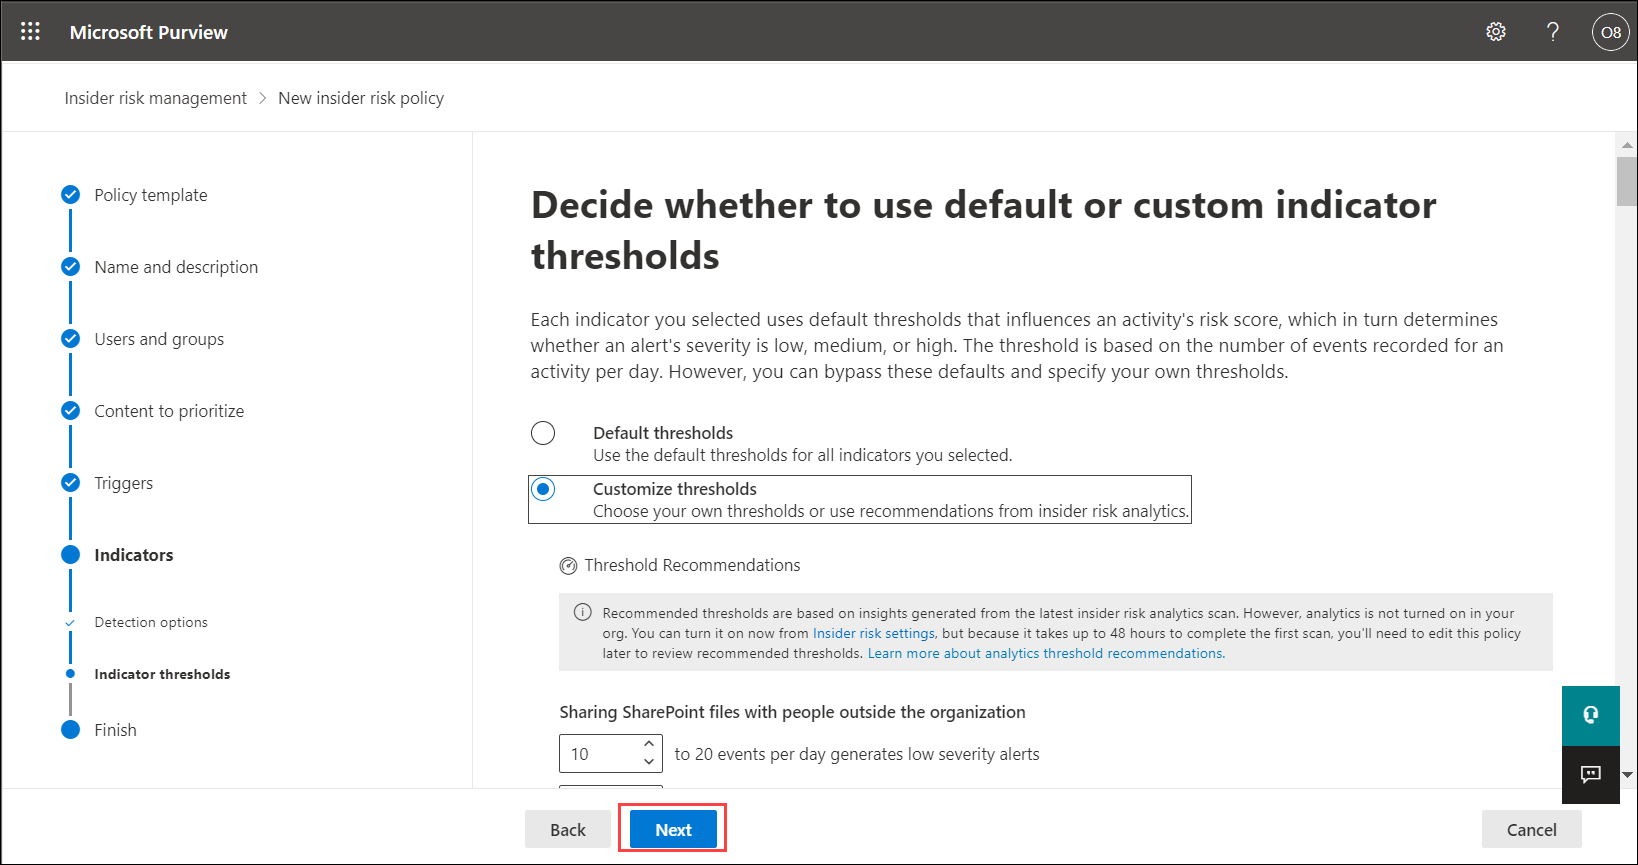 Microsoft Purview
?
O8
Insider risk management > New insider risk policy
Policy template
Name and description
Users and groups
Content to prioritize
Triggers
Indicators
Detection options
Indicator thresholds
Finish
Decide whether to use default or custom indicator
thresholds
Each indicator you selected uses default thresholds that influences an activity's risk score, which in turn determines
whether an alert's severity is low, medium, or high. The threshold is based on the number of events recorded for an
activity per day. However, you can bypass these defaults and specify your own thresholds.
Default thresholds
Use the default thresholds for all indicators you selected.
Customize thresholds
Choose your own thresholds or use recommendations from insider risk analytics.
Threshold Recommendations
Recommended thresholds are based on insights generated from the latest insider risk analytics scan. However, analytics is not turned on in your
org. You can turn it on now from Insider risk settings, but because it takes up to 48 hours to complete the first scan, you'll need to edit this policy
later to review recommended thresholds. Learn more about analytics threshold recommendations.
Sharing SharePoint files with people outside the organization
10 to 20 events per day generates low severity alerts
Back
Next
Cancel